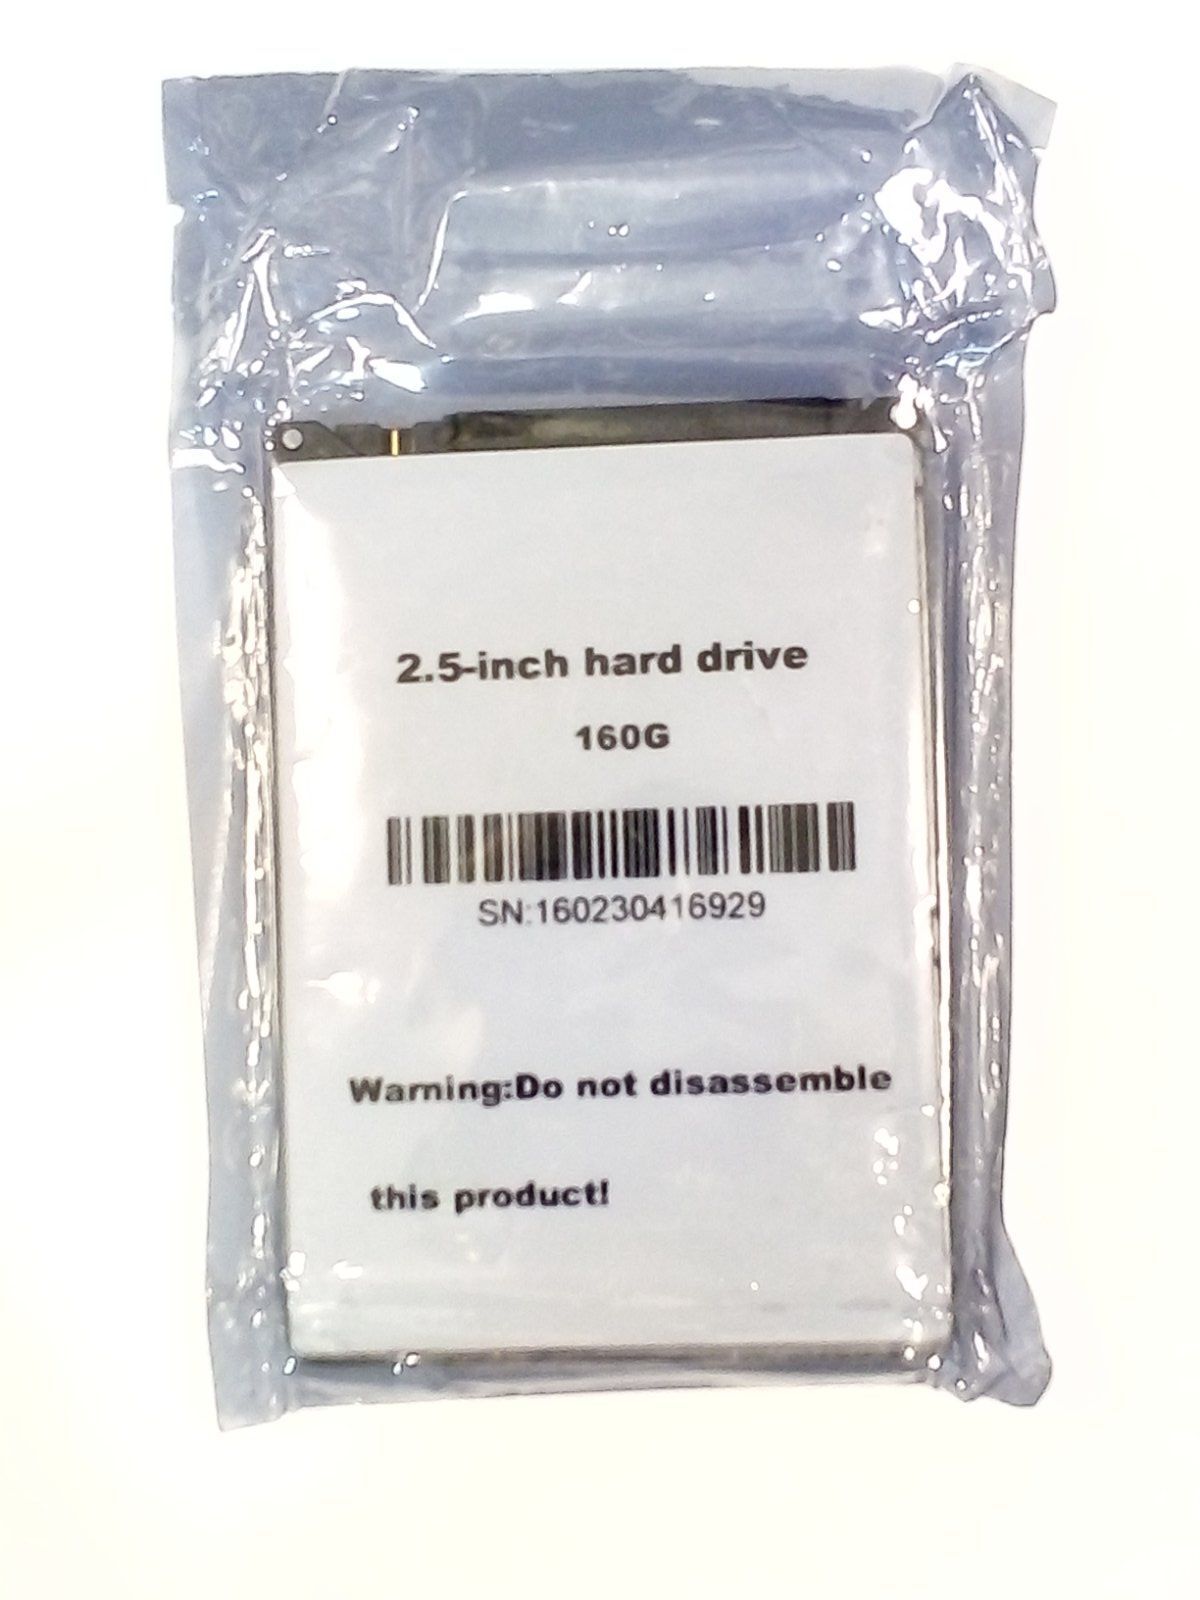 2.5-inch hard drive
160G
SN:160230416929
Warning:Do not disassemble
this product!